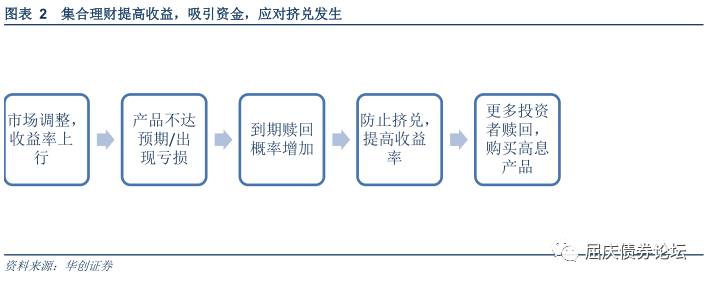 图表 2 集合理财提高收益，吸引资金，应对挤兑发生
市场调整，
收益率上
行
产品不达
预期/出
现亏损
到期赎回
概率增加
防止挤兑，
提高收益
率
更多投资
者赎回，
购买高息
产品
屈庆债券论坛
资料来源：华创证券